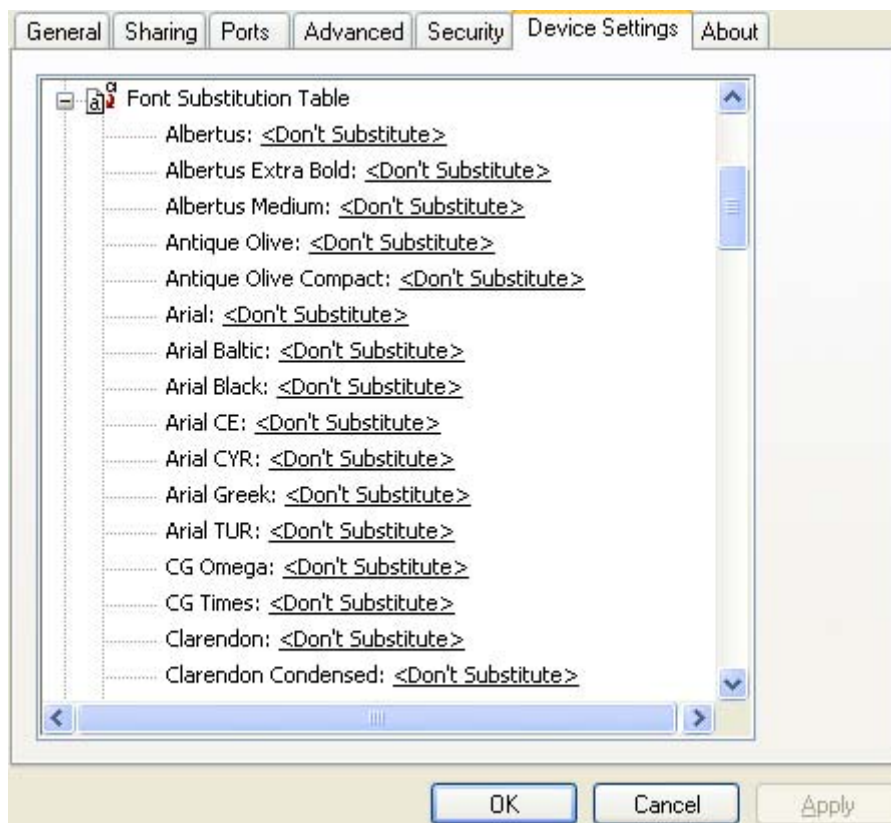 General Sharing Ports Advanced Security Device Settings About
Font Substitution Table
Albertus: <Don't Substitute>
Albertus Extra Bold: <Don't Substitute>
Albertus Medium: <Don't Substitute>
Antique Olive: <Don't Substitute>
Antique Olive Compact: <Don't Substitute>
Arial: <Don't Substitute>
Arial Baltic: <Don't Substitute>
Arial Black: <Don't Substitute>
Arial CE: <Don't Substitute>
Arial CYR: <Don't Substitute>
Arial Greek: <Don't Substitute>
Arial TUR: <Don't Substitute>
CG Omega: <Don't Substitute>
CG Times: <Don't Substitute>
Clarendon: <Don't Substitute>
Clarendon Condensed: <Don't Substitute>
OK Cancel Apply